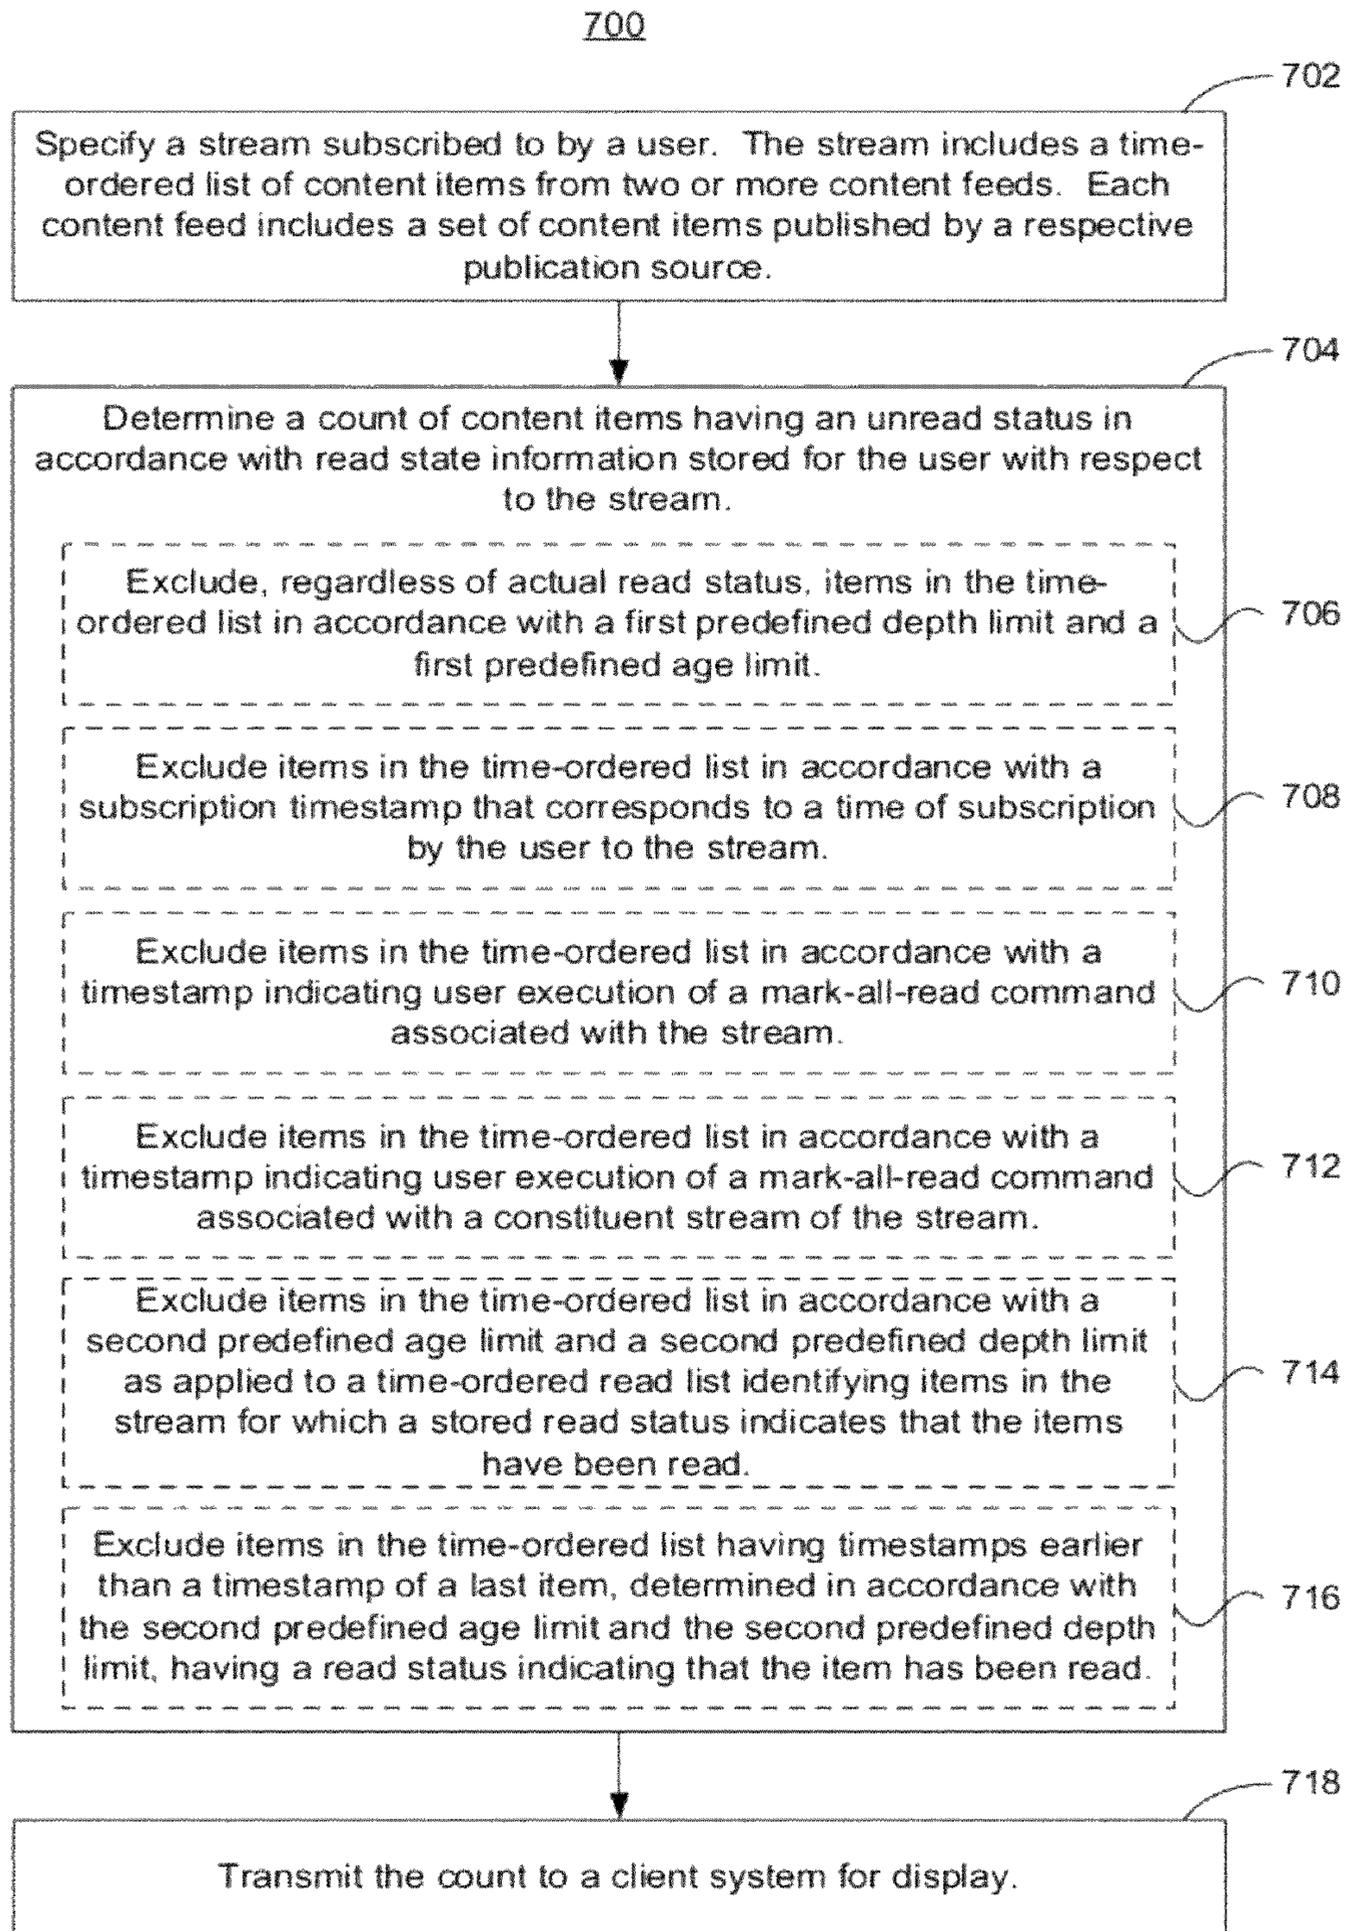 700
702
Specify a stream subscribed to by a user. The stream includes a time-
ordered list of content items from two or more content feeds. Each
content feed includes a set of content items published by a respective
publication source.
704
Determine a count of content items having an unread status in
accordance with read state information stored for the user with respect
to the stream.
Exclude, regardless of actual read status, items in the time-
ordered list in accordance with a first predefined depth limit and a
first predefined age limit.
706
Exclude items in the time-ordered list in accordance with a
subscription timestamp that corresponds to a time of subscription
by the user to the stream.
708
Exclude items in the time-ordered list in accordance with a
timestamp indicating user execution of a mark-all-read command
associated with the stream.
710
Exclude items in the time-ordered list in accordance with a
timestamp indicating user execution of a mark-all-read command
associated with a constituent stream of the stream.
712
Exclude items in the time-ordered list in accordance with a
second predefined age limit and a second predefined depth limit
as applied to a time-ordered read list identifying items in the
stream for which a stored read status indicates that the items
have been read.
714
Exclude items in the time-ordered list having timestamps earlier
than a timestamp of a last item, determined in accordance with
the second predefined age limit and the second predefined depth
limit, having a read status indicating that the item has been read.
716
718
Transmit the count to a client system for display.